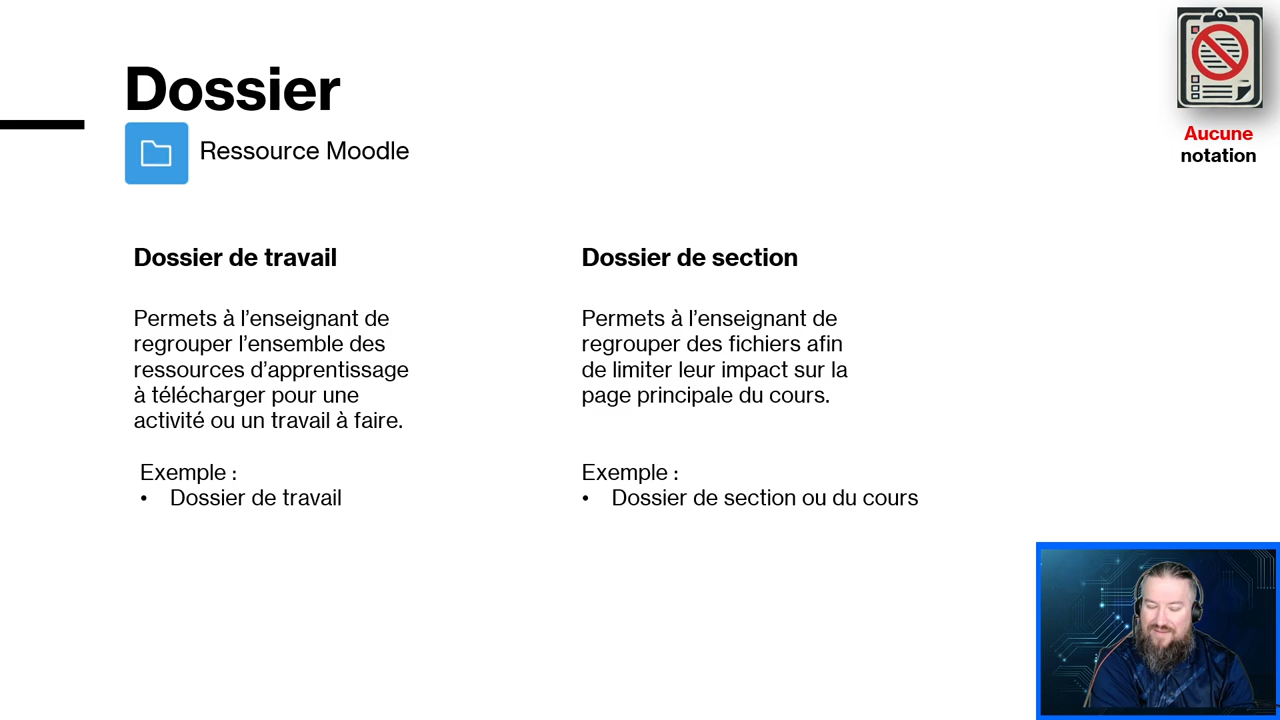 Dossier
Ressource Moodle
Aucune
notation
Dossier de travail
Permets à l’enseignant de
regrouper l’ensemble des
ressources d’apprentissage
à télécharger pour une
activité ou un travail à faire.
Exemple :
• Dossier de travail
Dossier de section
Permets à l’enseignant de
regrouper des fichiers afin
de limiter leur impact sur la
page principale du cours.
Exemple :
• Dossier de section ou du cours